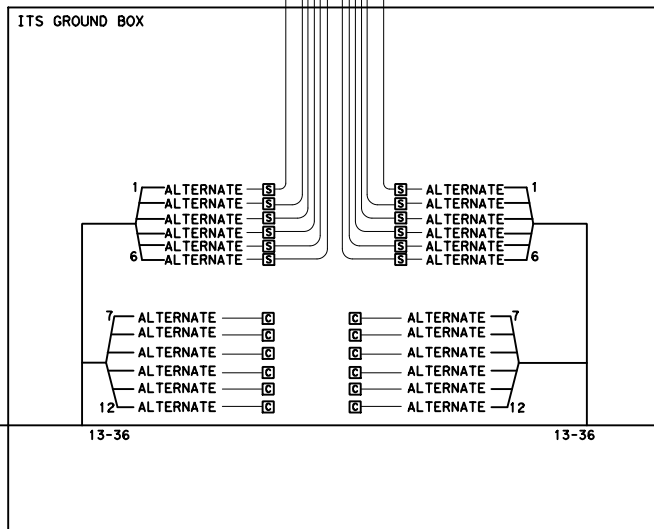 ITS GROUND BOX
1 ALTERNATE S S ALTERNATE 1
ALTERNATE S S ALTERNATE
ALTERNATE S S ALTERNATE
ALTERNATE S S ALTERNATE
ALTERNATE S S ALTERNATE
6 ALTERNATE S S ALTERNATE 6
7 ALTERNATE C C ALTERNATE 7
ALTERNATE C C ALTERNATE
ALTERNATE C C ALTERNATE
ALTERNATE C C ALTERNATE
ALTERNATE C C ALTERNATE
12 ALTERNATE C C ALTERNATE 12
13-36 13-36